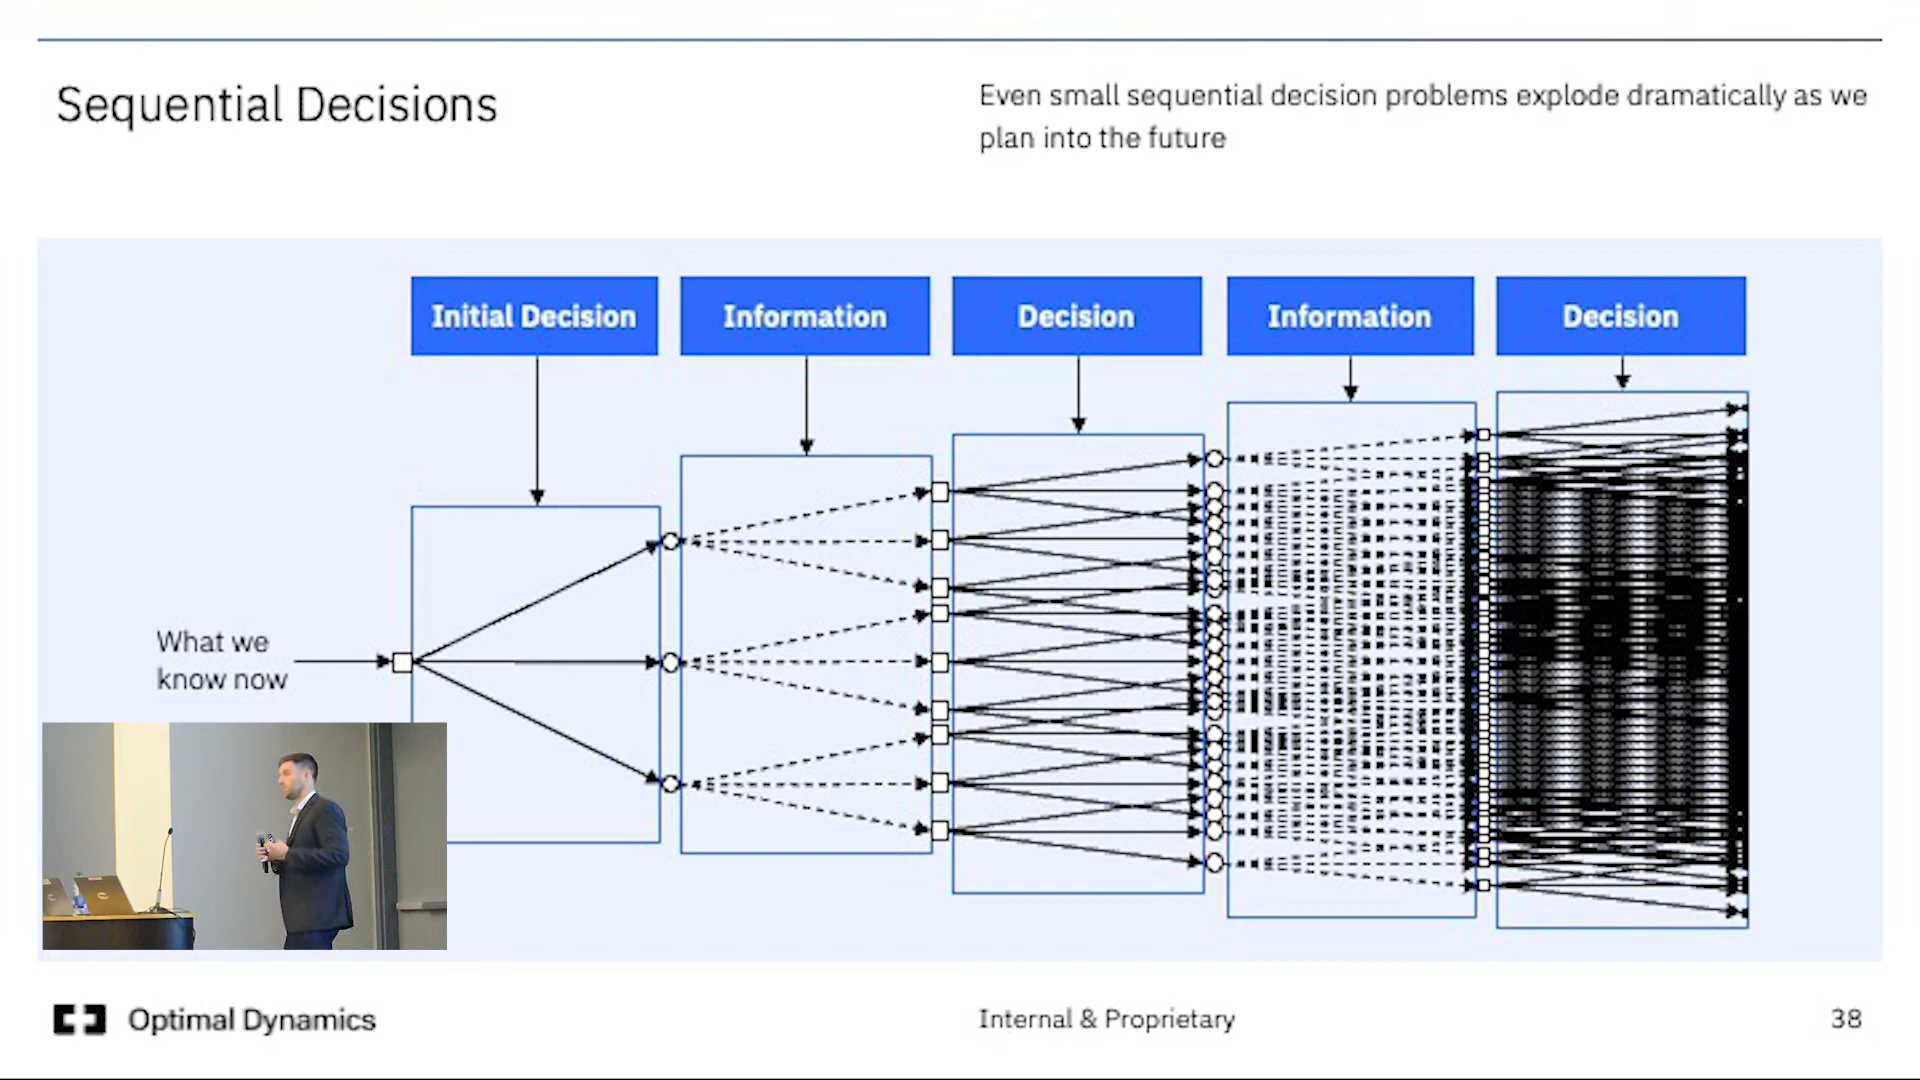 Sequential Decisions
Even small sequential decision problems explode dramatically as we
plan into the future
Initial Decision
Information
Decision
Information
Decision
What we
know now
Optimal Dynamics
Internal & Proprietary
38